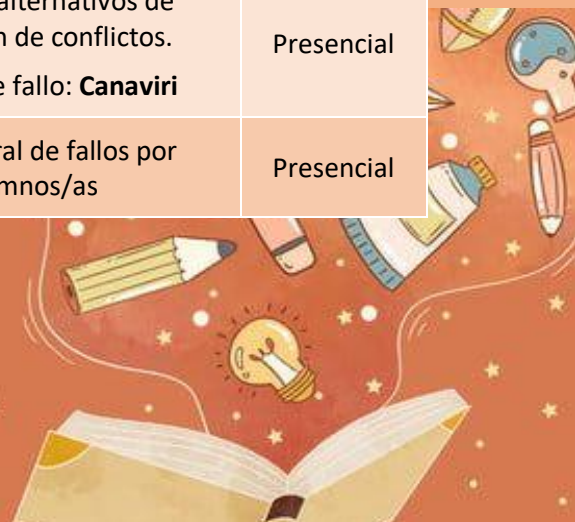 alternativos de
n de conflictos.
e fallo: Canaviri
Presencial
ral de fallos por
mnos/as
Presencial